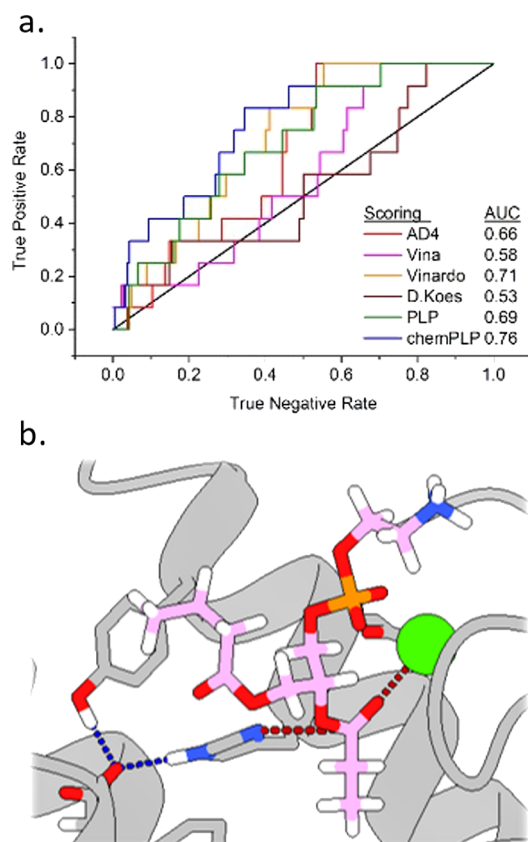 a.
True Positive Rate
1.0
0.8
0.6
0.4
0.2
0.0
Scoring AUC
AD4 0.66
Vina 0.58
Vinardo 0.71
D.Koes 0.53
PLP 0.69
chemPLP 0.76
0.0 0.2 0.4 0.6 0.8 1.0
True Negative Rate
b.